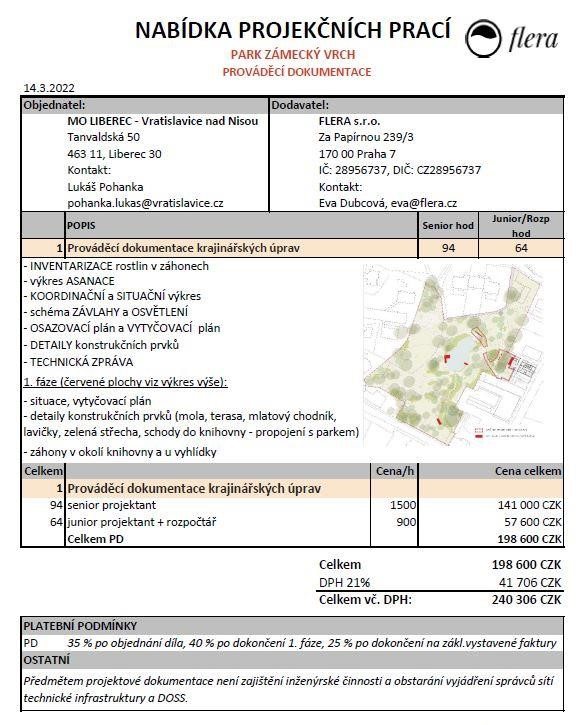 NABÍDKA PROJEKČNÍCH PRACÍ
flera
PARK ZÁMECKÝ VRCH
PROVÁDĚCÍ DOKUMENTACE
14.3.2022
Objednatel: Dodavatel:
MO LIBEREC - Vratislavice nad Nisou FLERA s.r.o.
Tanvaldská 50 Za Papírnou 239/3
463 11, Liberec 30 170 00 Praha 7
Kontakt: IČ: 28956737, DIČ: CZ28956737
Lukáš Pohanka Kontakt:
pohanka.lukas@vratislavice.cz Eva Dubcová, eva@flera.cz
POPIS Senior hod Junior/Rozp hod
1 Prováděcí dokumentace krajinářských úprav 94 64
- INVENTARIZACE rostlin v záhonech
- výkres ASANACE
- KOORDINAČNÍ a SITUAČNÍ výkres
- schéma ZÁVLAHY a OSVĚTLENÍ
- OSAZOVACÍ plán a VYTYČOVACÍ plán
- DETAILY konstrukčních prvků
- TECHNICKÁ ZPRÁVA
1. fáze (červené plochy viz výkres výše):
- situace, vytyčovací plán
- detaily konstrukčních prvků (mola, terasa, mlatový chodník,
lavičky, zelená střecha, schody do knihovny - propojení s parkem)
- záhony v okolí knihovny a u vyhlídky
Celkem Cena/h Cena celkem
1 Prováděcí dokumentace krajinářských úprav
94 senior projektant 1500 141 000 CZK
64 junior projektant + rozpočtář 900 57 600 CZK
Celkem PD 198 600 CZK
Celkem 198 600 CZK
DPH 21% 41 706 CZK
Celkem vč. DPH: 240 306 CZK
PLATEBNÍ PODMÍNKY
PD 35 % po objednání díla, 40 % po dokončení 1. fáze, 25 % po dokončení na zákl.vystavené faktury
OSTATNÍ
Předmětem projektové dokumentace není zajištění inženýrské činnosti a obstarání vyjádření správců sítí
technické infrastruktury a DOSS.